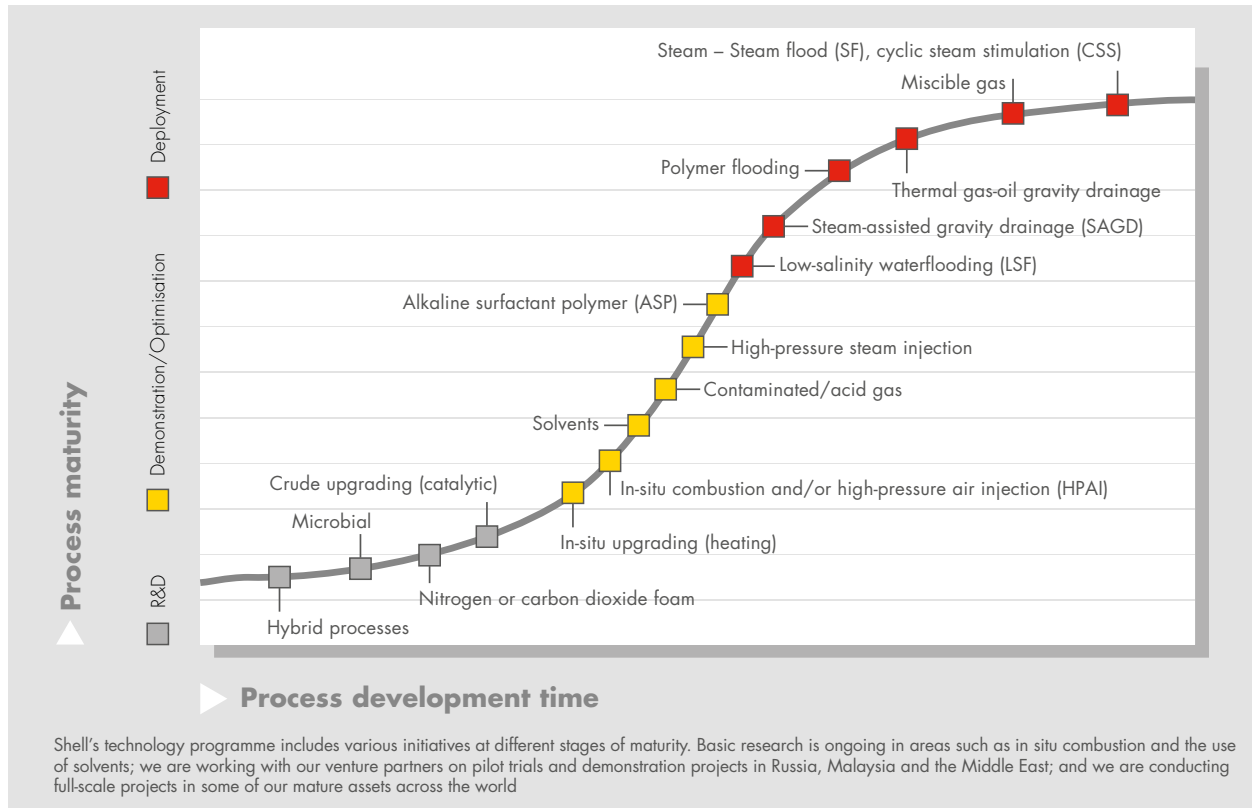 Steam – Steam flood (SF), cyclic steam stimulation (CSS)
Miscible gas
Polymer flooding
Thermal gas-oil gravity drainage
Steam-assisted gravity drainage (SAGD)
Low-salinity waterflooding (LSF)
Alkaline surfactant polymer (ASP)
High-pressure steam injection
Contaminated/acid gas
Solvents
In-situ combustion and/or high-pressure air injection (HPAI)
Crude upgrading (catalytic)
In-situ upgrading (heating)
Microbial
Nitrogen or carbon dioxide foam
Hybrid processes
Deployment
Demonstration/Optimisation
R&D
Process maturity
Process development time
Shell's technology programme includes various initiatives at different stages of maturity. Basic research is ongoing in areas such as in situ combustion and the use
of solvents; we are working with our venture partners on pilot trials and demonstration projects in Russia, Malaysia and the Middle East; and we are conducting
full-scale projects in some of our mature assets across the world